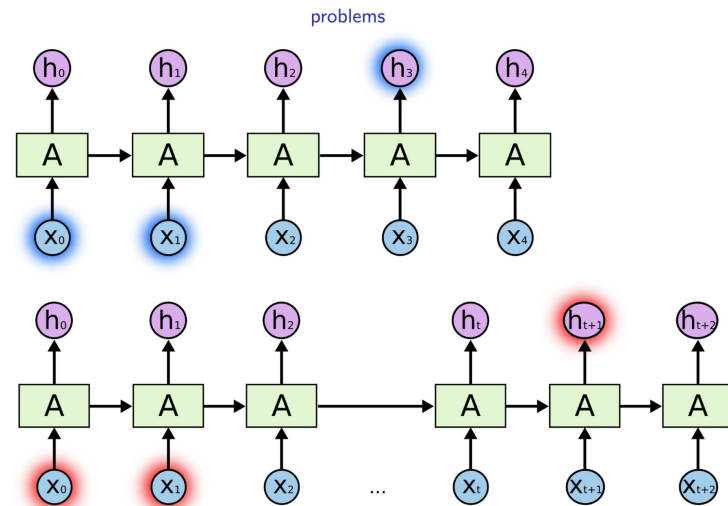 problems
h₀ h₁ h₂ h₃ h₄
A A A A A
x₀ x₁ x₂ x₃ x₄
h₀ h₁ h₂ hₜ hₜ₊₁ hₜ₊₂
A A A A A A
x₀ x₁ x₂ ... xₜ xₜ₊₁ xₜ₊₂